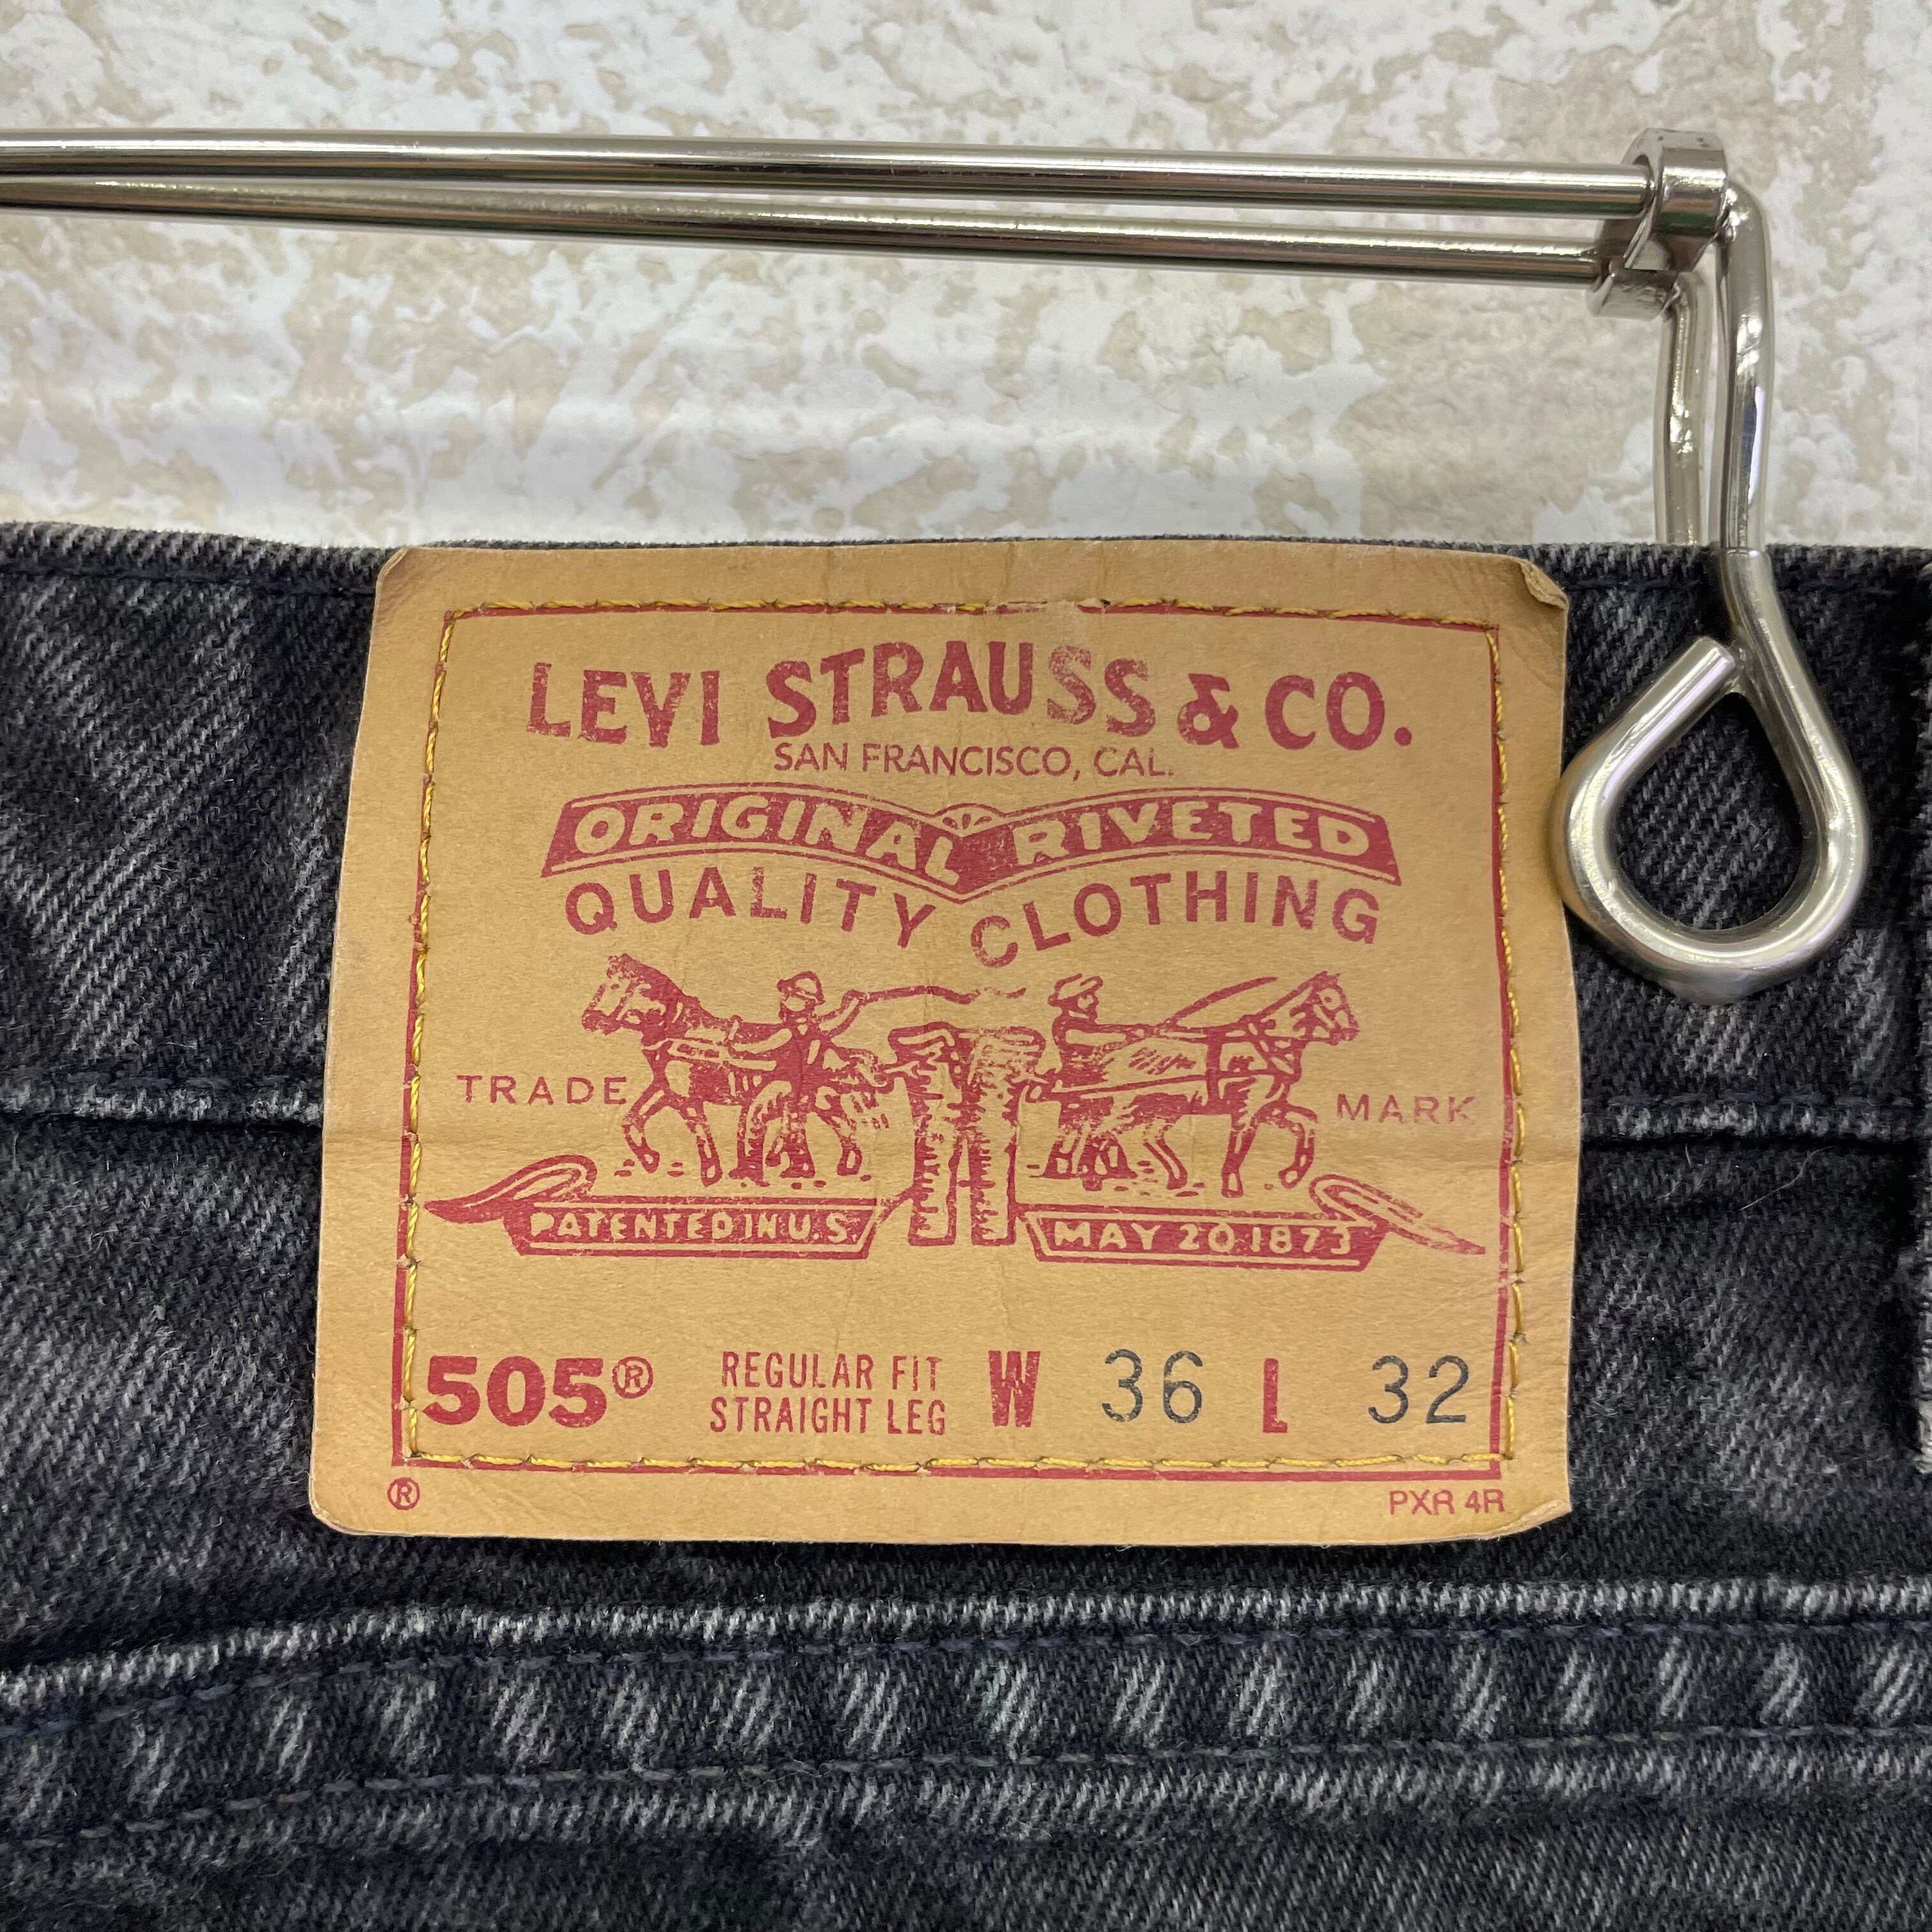 LEVI STRAUSS & CO.
SAN FRANCISCO, CAL.
ORIGINAL RIVETED
QUALITY CLOTHING
TRADE MARK
PATENTED IN U.S. MAY 20 1873
505® REGULAR FIT STRAIGHT LEG W 36 L 32
® PXR 4R